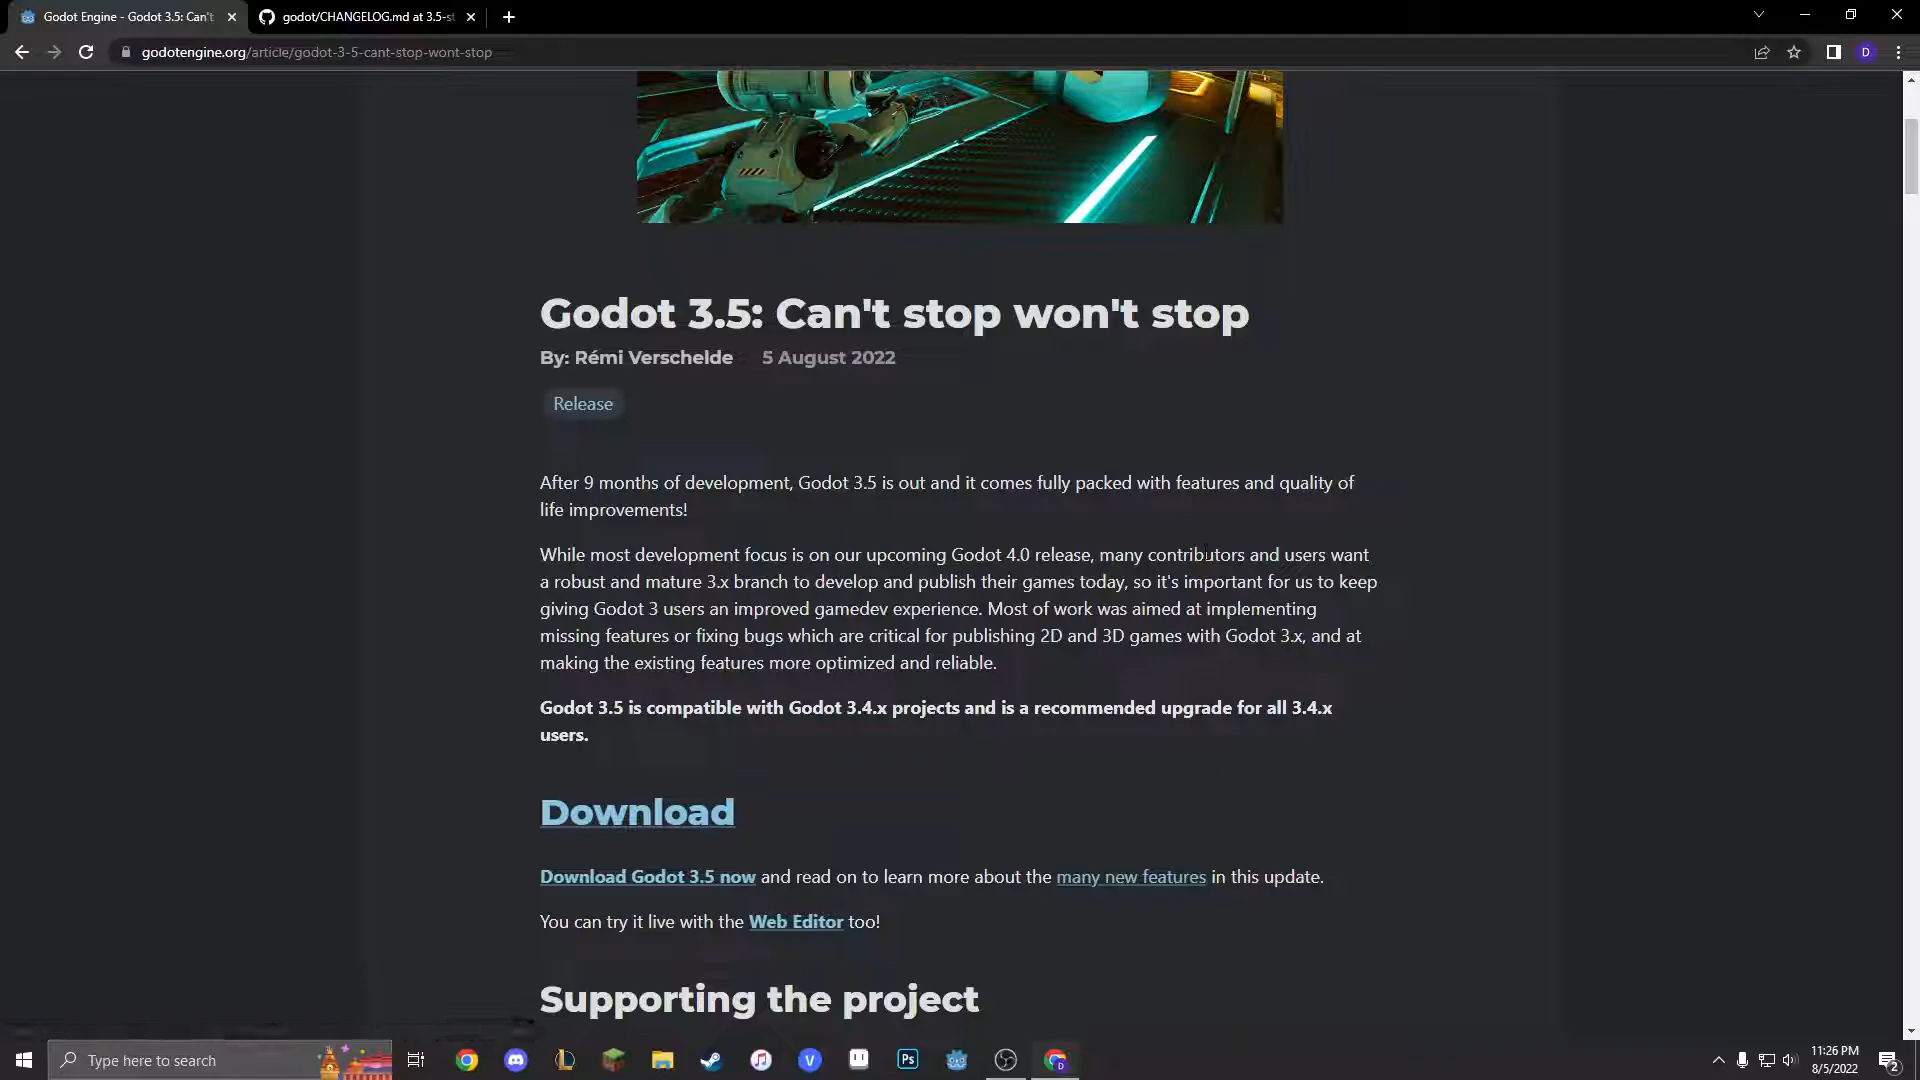 Godot Engine - Godot 3.5: Can't
godot/CHANGELOG.md at 3.5-st
godotengine.org/article/godot-3-5-cant-stop-wont-stop
D
Godot 3.5: Can't stop won't stop
By: Rémi Verschelde 5 August 2022
Release
After 9 months of development, Godot 3.5 is out and it comes fully packed with features and quality of
life improvements!
While most development focus is on our upcoming Godot 4.0 release, many contributors and users want
a robust and mature 3.x branch to develop and publish their games today, so it's important for us to keep
giving Godot 3 users an improved gamedev experience. Most of work was aimed at implementing
missing features or fixing bugs which are critical for publishing 2D and 3D games with Godot 3.x, and at
making the existing features more optimized and reliable.
Godot 3.5 is compatible with Godot 3.4.x projects and is a recommended upgrade for all 3.4.x
users.
Download
Download Godot 3.5 now and read on to learn more about the many new features in this update.
You can try it live with the Web Editor too!
Supporting the project
Type here to search
V
Ps
D
11:26 PM
8/5/2022
2